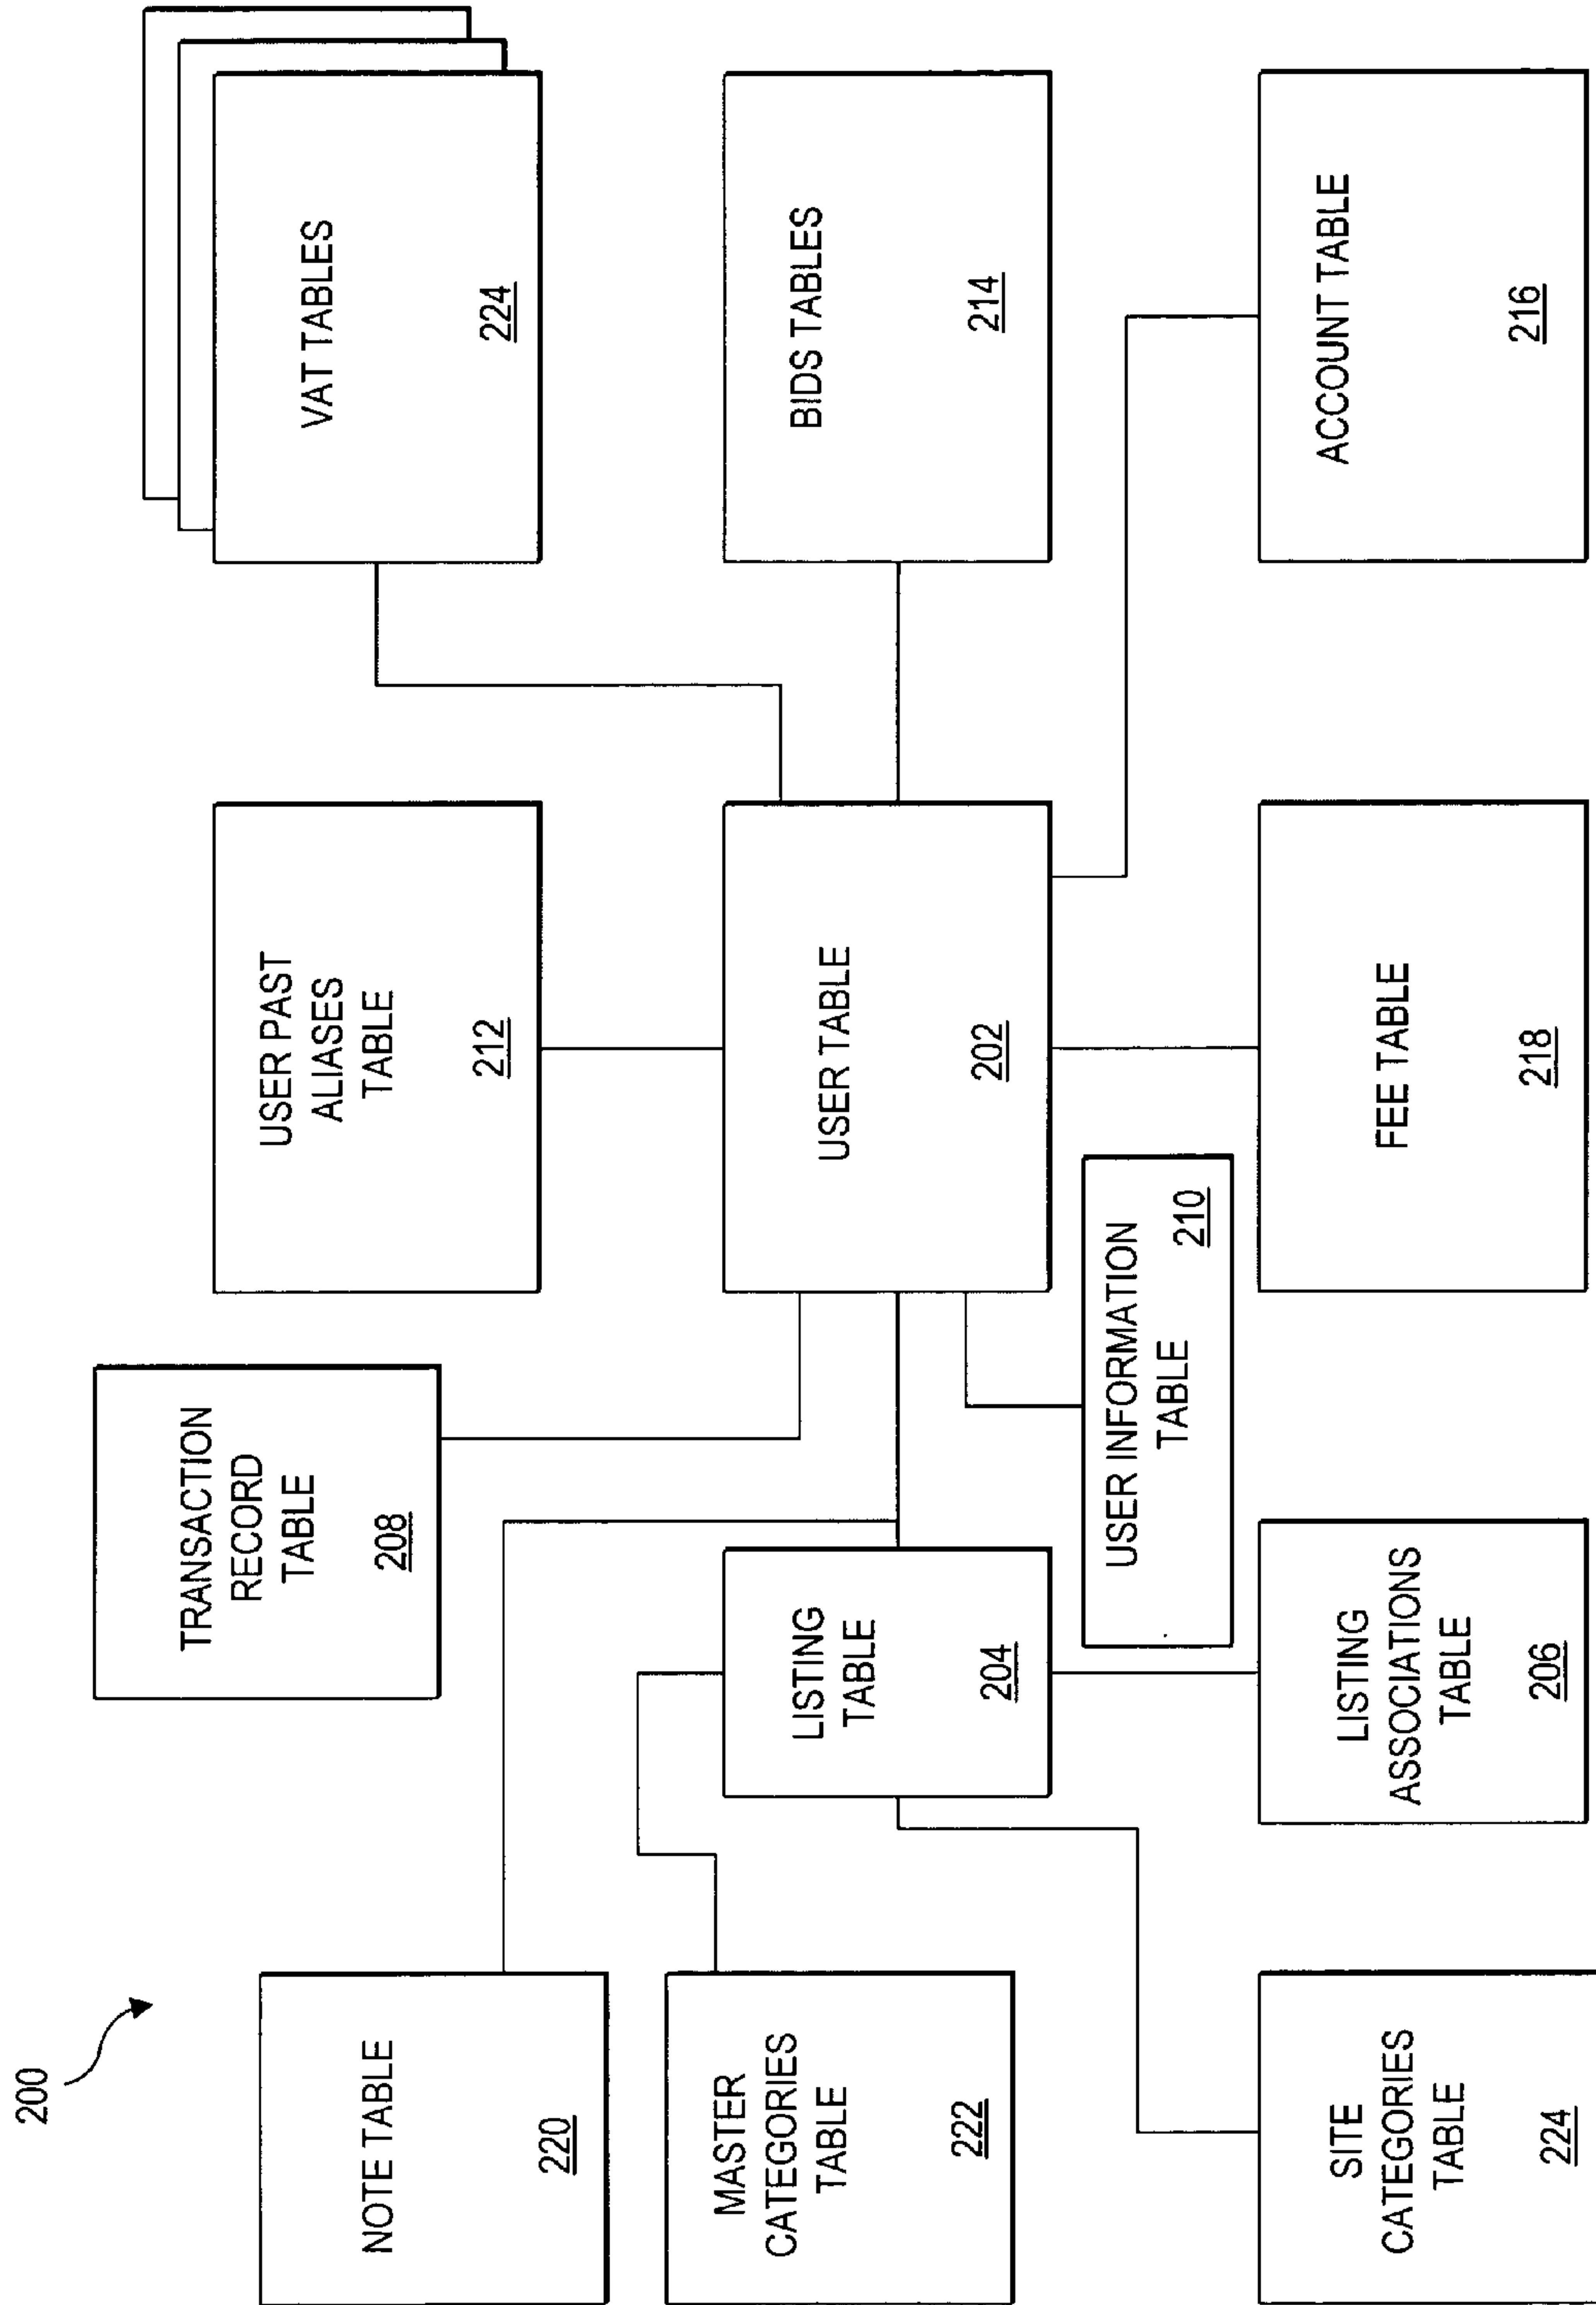 200
NOTE TABLE
220
MASTER
CATEGORIES
TABLE
222
SITE
CATEGORIES
TABLE
224
TRANSACTION
RECORD
TABLE
208
LISTING
TABLE
204
LISTING
ASSOCIATIONS
TABLE
206
USER INFORMATION
TABLE
210
USER PAST
ALIASES
TABLE
212
USER TABLE
202
FEE TABLE
218
VAT TABLES
224
BIDS TABLES
214
ACCOUNT TABLE
216